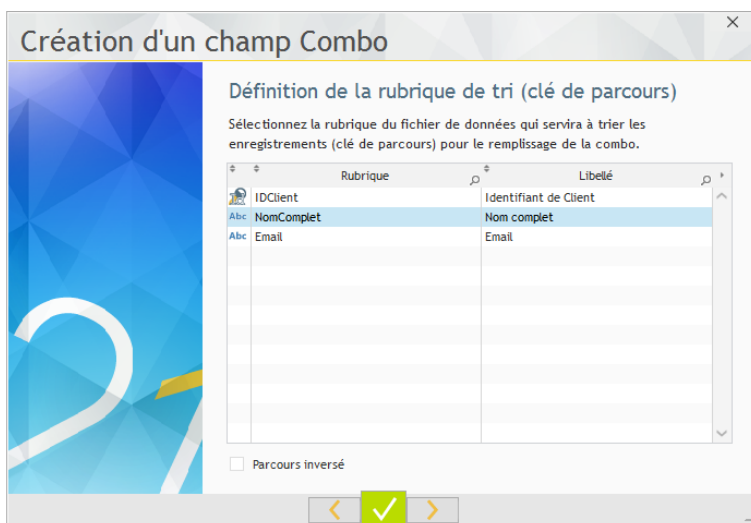 Création d'un champ Combo
Définition de la rubrique de tri (clé de parcours)
Sélectionnez la rubrique du fichier de données qui servira à trier les
enregistrements (clé de parcours) pour le remplissage de la combo.
Rubrique Libellé
IDClient Identifiant de Client
Abc NomComplet Nom complet
Abc Email Email
Parcours inversé
21